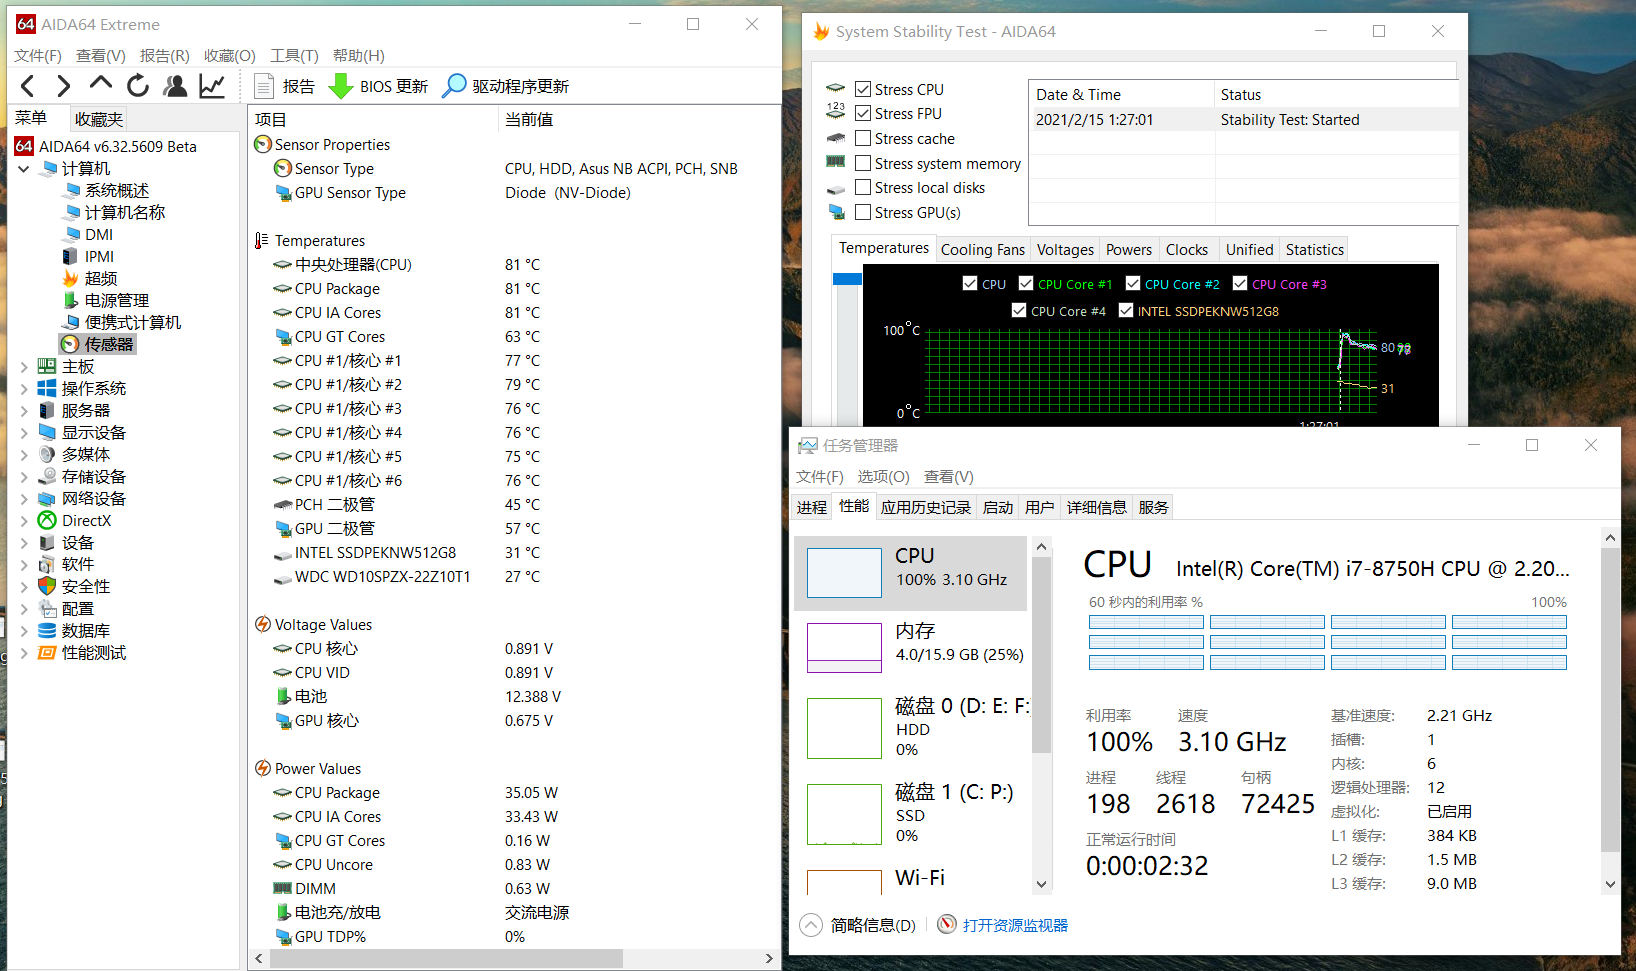 64 AIDA64 Extreme
文件(F) 查看(V) 报告(R) 收藏(O) 工具(T) 帮助(H)
报告 BIOS 更新 驱动程序更新
菜单 收藏夹
64 AIDA64 v6.32.5609 Beta
计算机
系统概述
计算机名称
DMI
IPMI
超频
电源管理
便携式计算机
传感器
主板
操作系统
服务器
显示设备
多媒体
存储设备
网络设备
DirectX
设备
软件
安全性
配置
数据库
性能测试
项目 当前值
Sensor Properties
Sensor Type CPU, HDD, Asus NB ACPI, PCH, SNB
GPU Sensor Type Diode (NV-Diode)
Temperatures
中央处理器(CPU) 81 °C
CPU Package 81 °C
CPU IA Cores 81 °C
CPU GT Cores 63 °C
CPU #1/核心 #1 77 °C
CPU #1/核心 #2 79 °C
CPU #1/核心 #3 76 °C
CPU #1/核心 #4 76 °C
CPU #1/核心 #5 75 °C
CPU #1/核心 #6 76 °C
PCH 二极管 45 °C
GPU 二极管 57 °C
INTEL SSDPEKNW512G8 31 °C
WDC WD10SPZX-22Z10T1 27 °C
Voltage Values
CPU 核心 0.891 V
CPU VID 0.891 V
电池 12.388 V
GPU 核心 0.675 V
Power Values
CPU Package 35.05 W
CPU IA Cores 33.43 W
CPU GT Cores 0.16 W
CPU Uncore 0.83 W
DIMM 0.63 W
电池充/放电 交流电源
GPU TDP% 0%
System Stability Test - AIDA64
Stress CPU
123 Stress FPU
Stress cache
Stress system memory
Stress local disks
Stress GPU(s)
Date & Time Status
2021/2/15 1:27:01 Stability Test: Started
Temperatures Cooling Fans Voltages Powers Clocks Unified Statistics
CPU CPU Core #1 CPU Core #2 CPU Core #3
CPU Core #4 INTEL SSDPEKNW512G8
100°C
80
31
0°C
1:27:01
任务管理器
文件(F) 选项(O) 查看(V)
进程 性能 应用历史记录 启动 用户 详细信息 服务
CPU
100% 3.10 GHz
内存
4.0/15.9 GB (25%)
磁盘 0 (D: E: F:
HDD
0%
磁盘 1 (C: P:)
SSD
0%
Wi-Fi
CPU Intel(R) Core(TM) i7-8750H CPU @ 2.20...
60 秒内的利用率 % 100%
利用率 速度
100% 3.10 GHz
进程 线程 句柄
198 2618 72425
正常运行时间
0:00:02:32
基准速度: 2.21 GHz
插槽: 1
内核: 6
逻辑处理器: 12
虚拟化: 已启用
L1 缓存: 384 KB
L2 缓存: 1.5 MB
L3 缓存: 9.0 MB
简略信息(D) 打开资源监视器